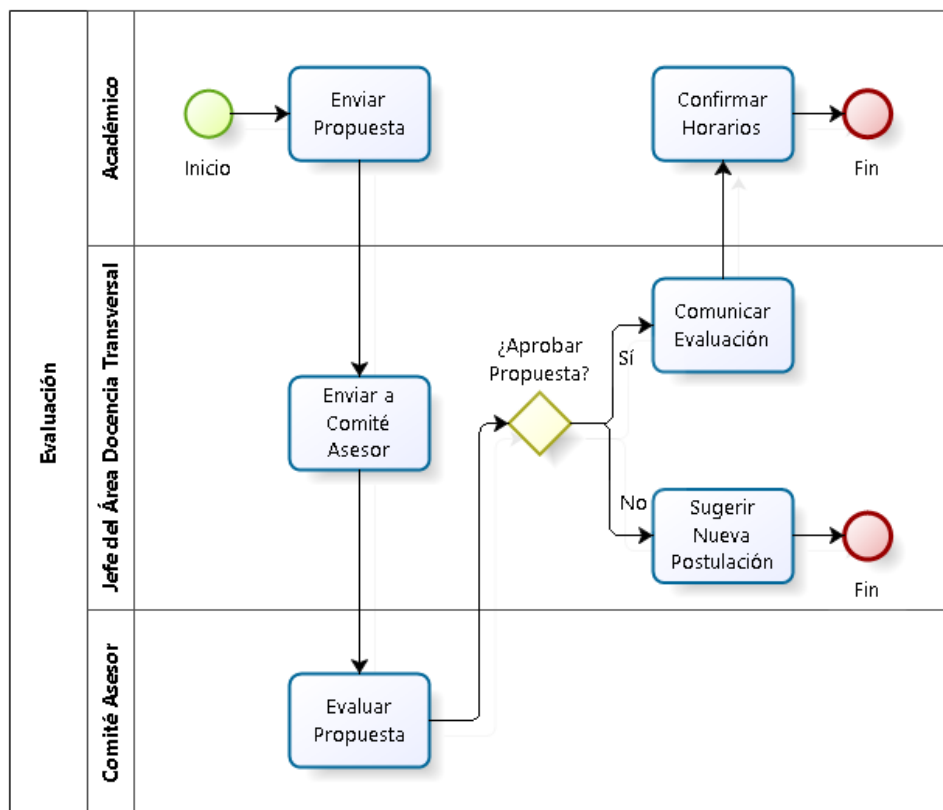 Evaluación
Académico
Inicio
Enviar
Propuesta
Confirmar
Horarios
Fin
Jefe del Área Docencia Transversal
Enviar a
Comité
Asesor
¿Aprobar
Propuesta?
Sí
Comunicar
Evaluación
No
Sugerir
Nueva
Postulación
Fin
Comité Asesor
Evaluar
Propuesta